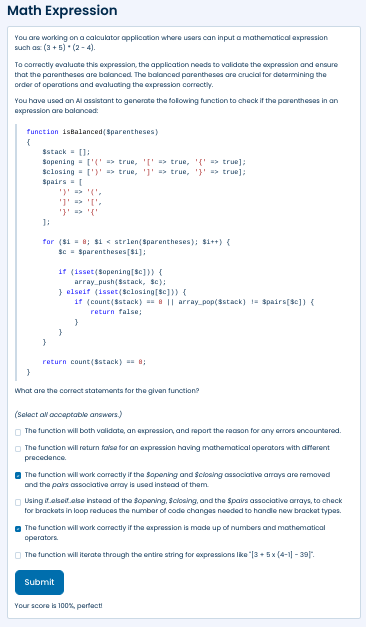 Math Expression
You are working on a calculator application where users can input a mathematical expression
such as: (3 + 5) * (2 - 4).
To correctly evaluate this expression, the application needs to validate the expression and ensure
that the parentheses are balanced. The balanced parentheses are crucial for determining the
order of operations and evaluating the expression correctly.
You have used an AI assistant to generate the following function to check if the parentheses in an
expression are balanced:
function isBalanced($parentheses)
{
    $stack = [];
    $opening = ['(' => true, '[' => true, '{' => true];
    $closing = [')' => true, ']' => true, '}' => true];
    $pairs = [
        ')' => '(',
        ']' => '[',
        '}' => '{'
    ];
    for ($i = 0; $i < strlen($parentheses); $i++) {
        $c = $parentheses[$i];
        if (isset($opening[$c])) {
            array_push($stack, $c);
        } elseif (isset($closing[$c])) {
            if (count($stack) == 0 || array_pop($stack) != $pairs[$c]) {
                return false;
            }
        }
    }
    return count($stack) == 0;
}
What are the correct statements for the given function?
(Select all acceptable answers.)
The function will both validate, an expression, and report the reason for any errors encountered.
The function will return false for an expression having mathematical operators with different
precedence.
The function will work correctly if the $opening and $closing associative arrays are removed
and the pairs associative array is used instead of them.
Using if..elseif..else instead of the $opening, $closing, and the $pairs associative arrays, to check
for brackets in loop reduces the number of code changes needed to handle new bracket types.
The function will work correctly if the expression is made up of numbers and mathematical
operators.
The function will iterate through the entire string for expressions like "[3 + 5 x (4-1] - 39]".
Submit
Your score is 100%, perfect!